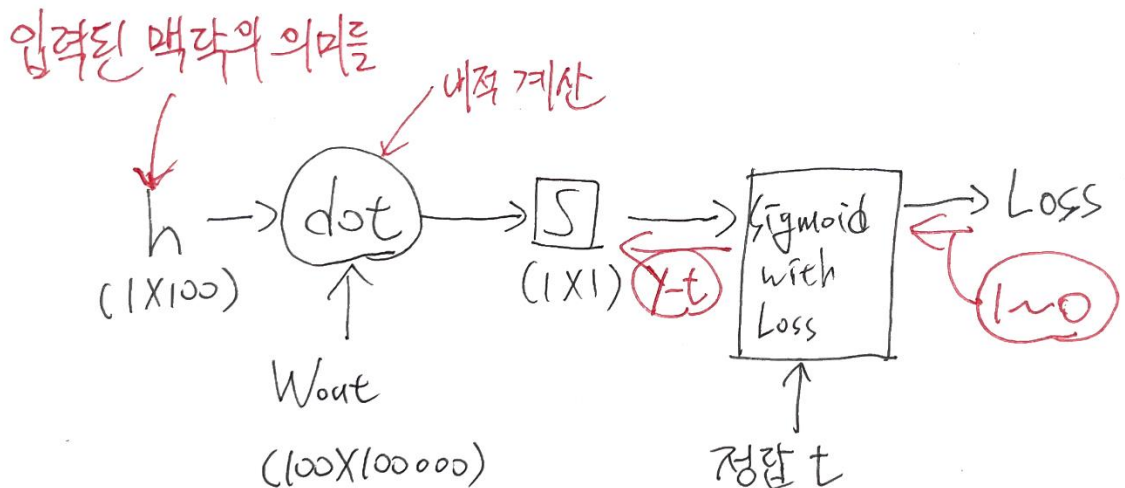 입력된 맥락의 의미를
내적 계산
h
(1X100)
dot
S
(1X1)
y-t
sigmoid
with
Loss
Loss
1~0
Wout
(100X100000)
정답 t